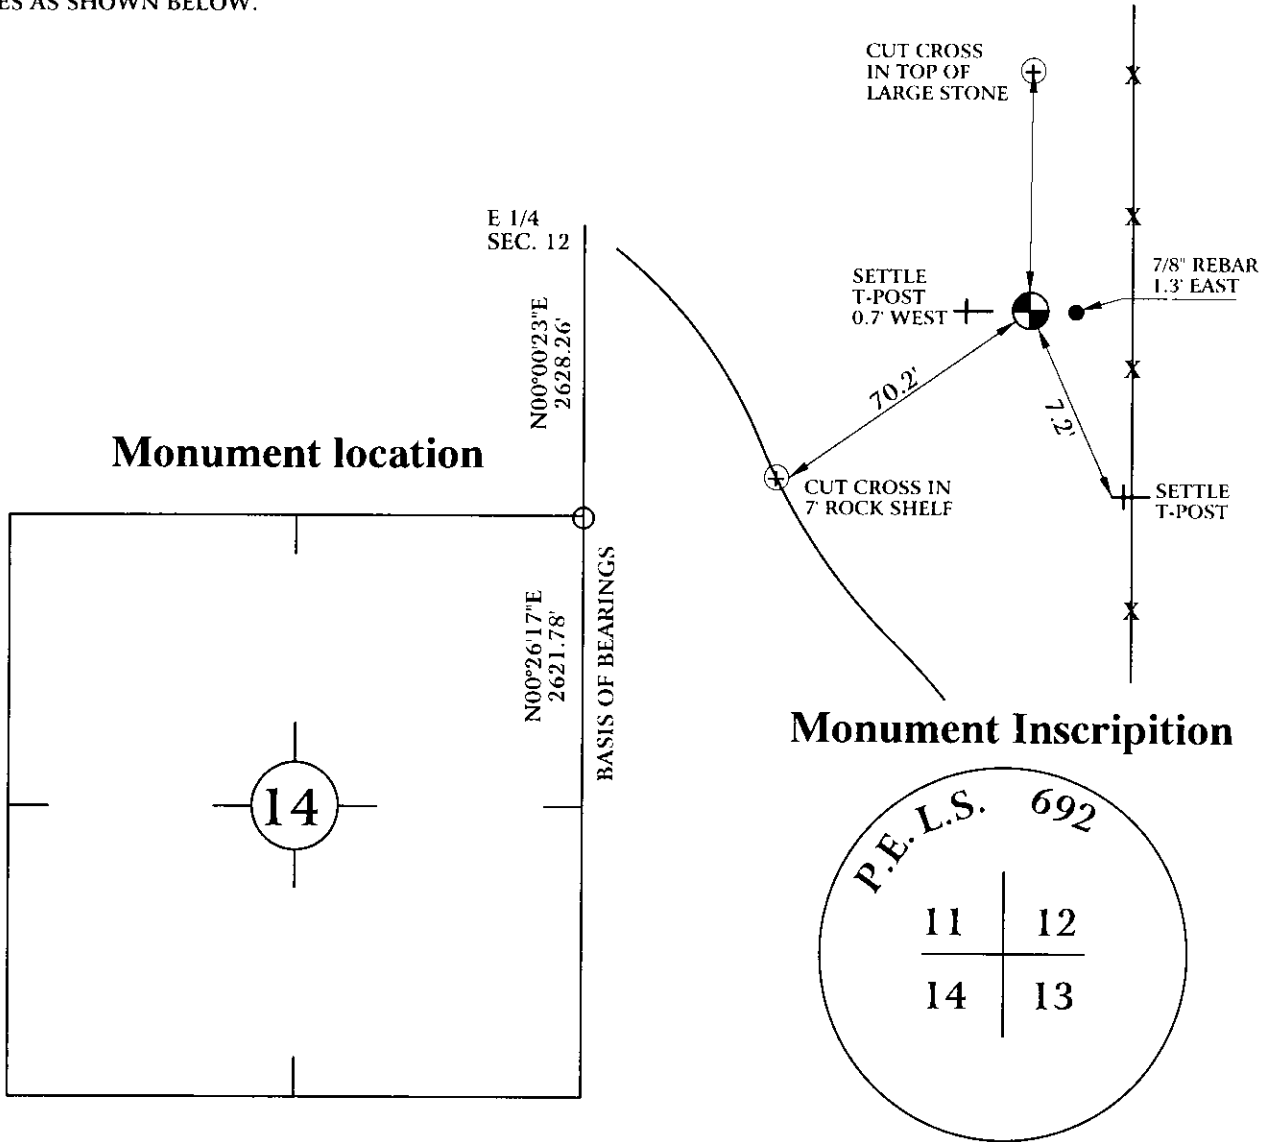 ES AS SHOWN BELOW.
CUT CROSS
IN TOP OF
LARGE STONE
E 1/4
SEC. 12
N00°00'23"E
2628.26'
SETTLE
T-POST
0.7' WEST
7/8" REBAR
1.3' EAST
X
X
X
X
70.2'
7.2'
CUT CROSS IN
7' ROCK SHELF
SETTLE
T-POST
Monument location
N00°26'17"E
2621.78'
BASIS OF BEARINGS
14
Monument Inscripition
P.E. L.S. 692
11 12
14 13